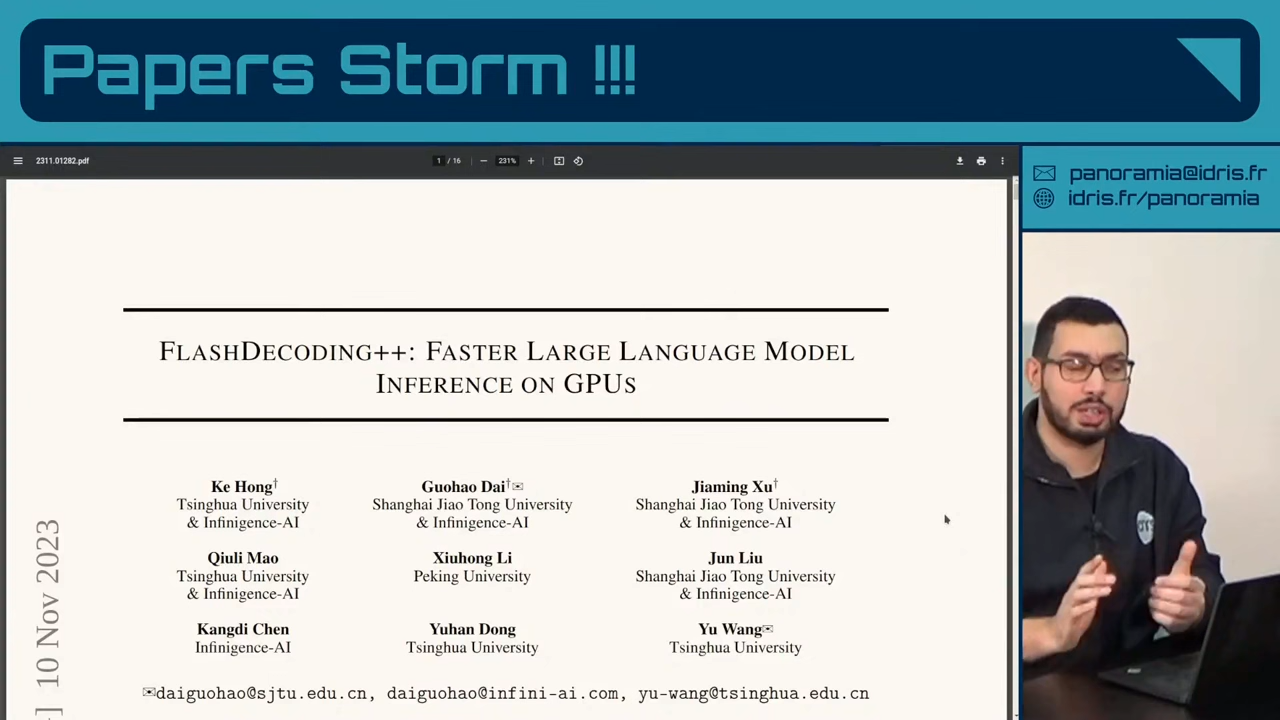 Papers Storm !!!
2311.01282.pdf
1 / 16
231%
panoramia@idris.fr
idris.fr/panoramia
FLASHDECODING++: FASTER LARGE LANGUAGE MODEL
INFERENCE ON GPUS
Ke Hong† Guohao Dai†✉ Jiaming Xu†
Tsinghua University Shanghai Jiao Tong University Shanghai Jiao Tong University
& Infinigence-AI & Infinigence-AI & Infinigence-AI
Qiuli Mao Xiuhong Li Jun Liu
Tsinghua University Peking University Shanghai Jiao Tong University
& Infinigence-AI & Infinigence-AI
Kangdi Chen Yuhan Dong Yu Wang✉
Infinigence-AI Tsinghua University Tsinghua University
✉daiguohao@sjtu.edu.cn, daiguohao@infini-ai.com, yu-wang@tsinghua.edu.cn
] 10 Nov 2023